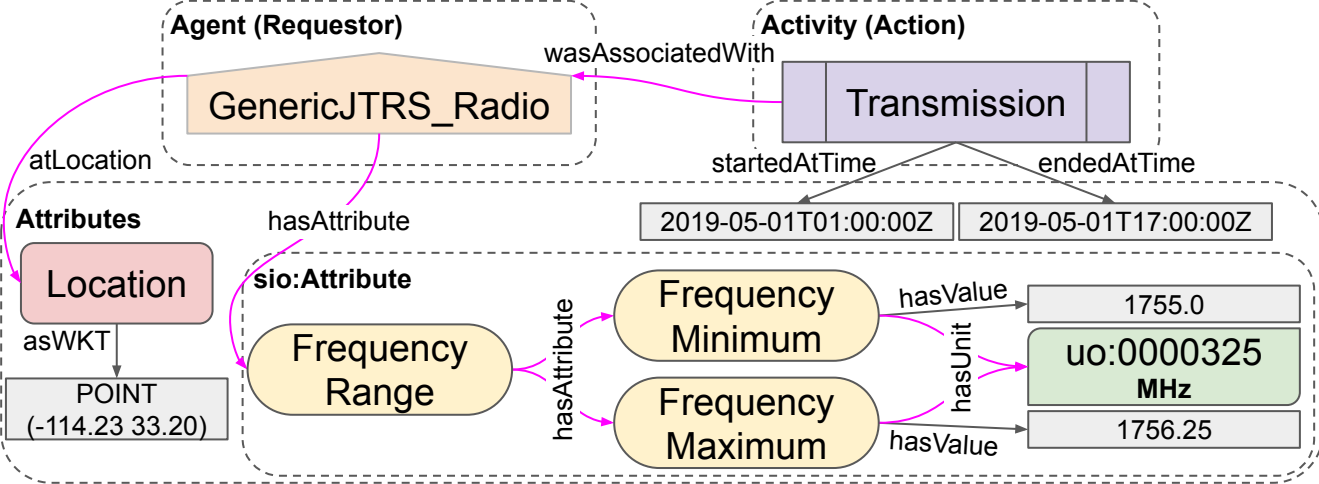 Agent (Requestor)
Activity (Action)
wasAssociatedWith
GenericJTRS_Radio
Transmission
atLocation
startedAtTime
endedAtTime
Attributes
hasAttribute
2019-05-01T01:00:00Z
2019-05-01T17:00:00Z
Location
sio:Attribute
asWKT
POINT
(-114.23 33.20)
Frequency
Range
hasAttribute
hasAttribute
Frequency
Minimum
hasValue
1755.0
hasUnit
uo:0000325
MHz
Frequency
Maximum
hasValue
1756.25